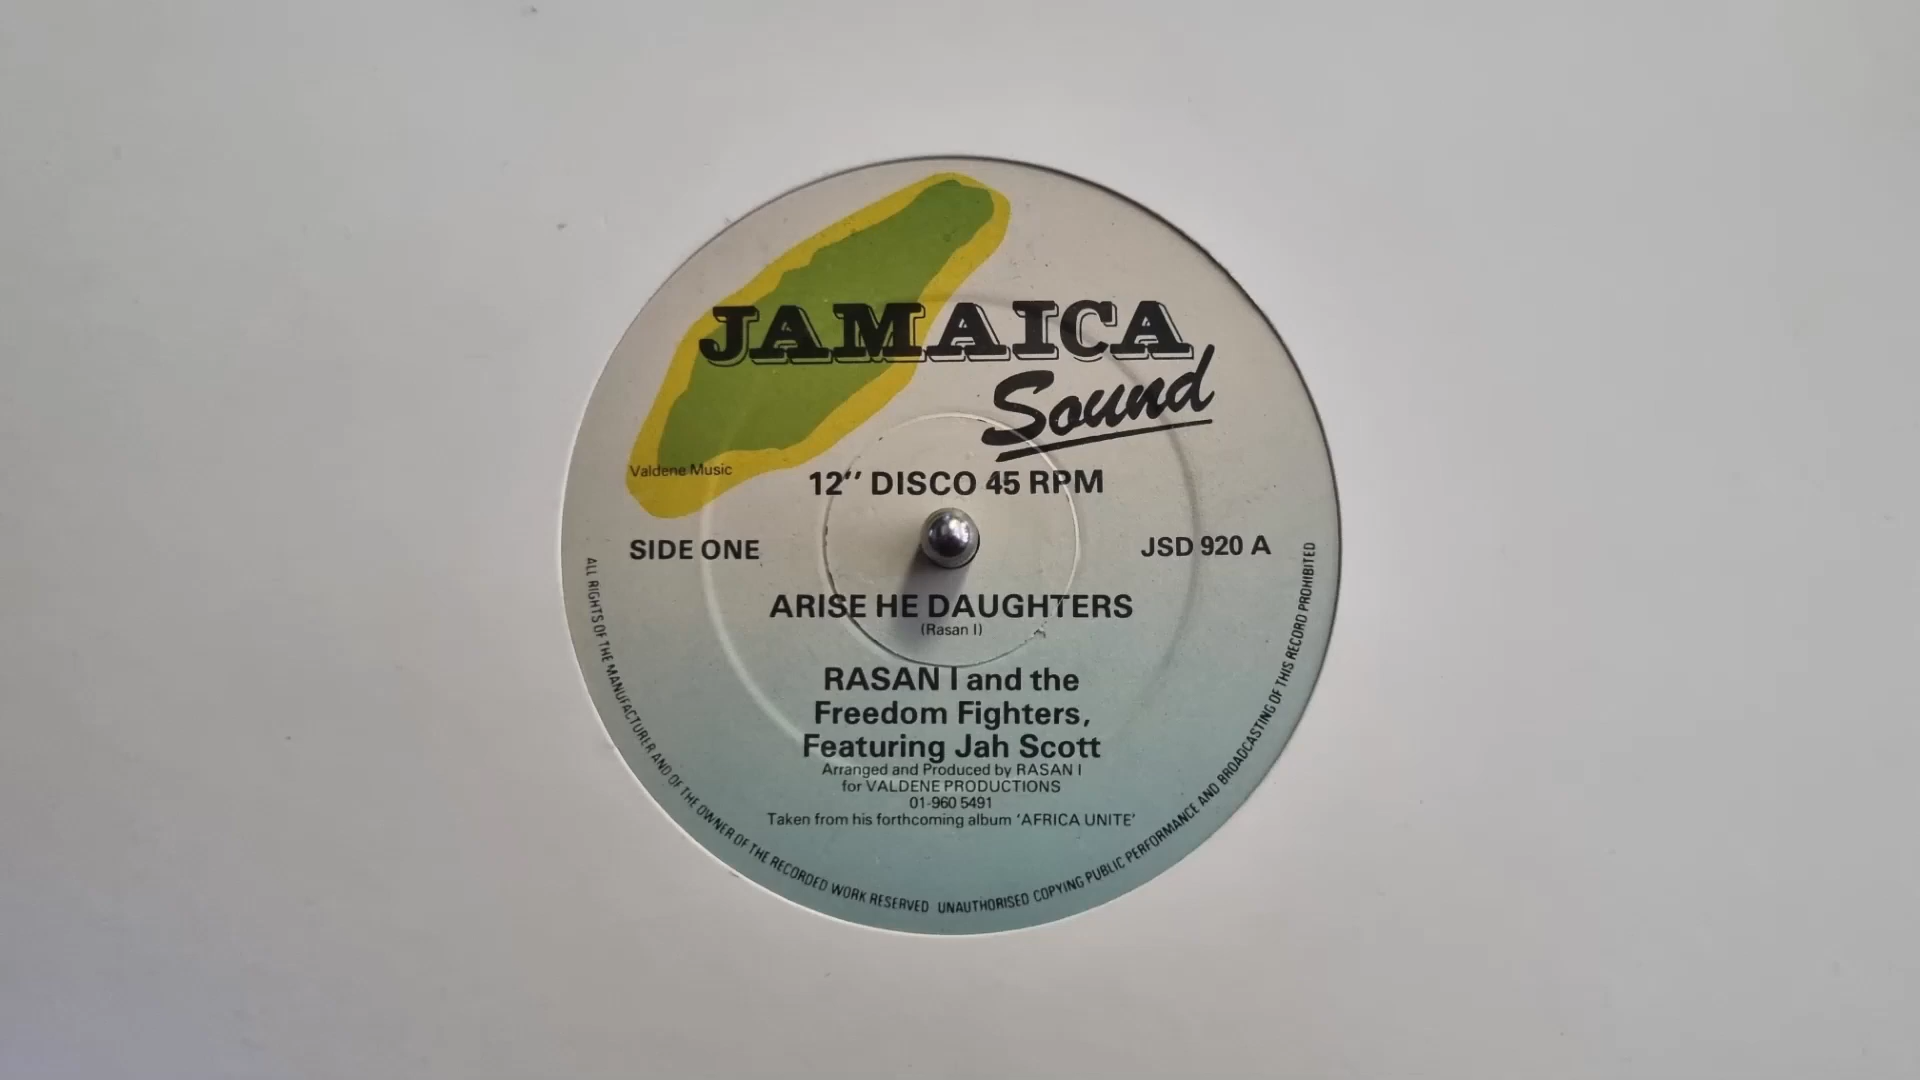 JAMAICA
Sound
Valdene Music
12'' DISCO 45 RPM
SIDE ONE
JSD 920 A
ARISE HE DAUGHTERS
(Rasan I)
RASAN I and the
Freedom Fighters,
Featuring Jah Scott
Arranged and Produced by RASAN I
for VALDENE PRODUCTIONS
01-960 5491
Taken from his forthcoming album 'AFRICA UNITE'
ALL RIGHTS OF THE MANUFACTURER AND OF THE OWNER OF THE RECORDED WORK RESERVED UNAUTHORISED COPYING PUBLIC PERFORMANCE AND BROADCASTING OF THIS RECORD PROHIBITED